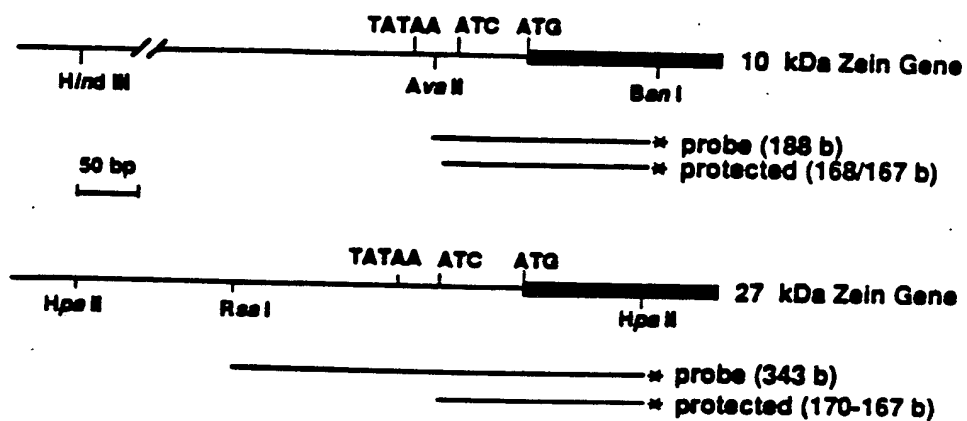 TATAA ATC ATG
10 kDa Zein Gene
Hind III Ava II Ban I
probe (188 b)
50 bp
protected (168/167 b)
TATAA ATC ATG
27 kDa Zein Gene
Hpa II Rsa I Hpa II
probe (343 b)
protected (170-167 b)